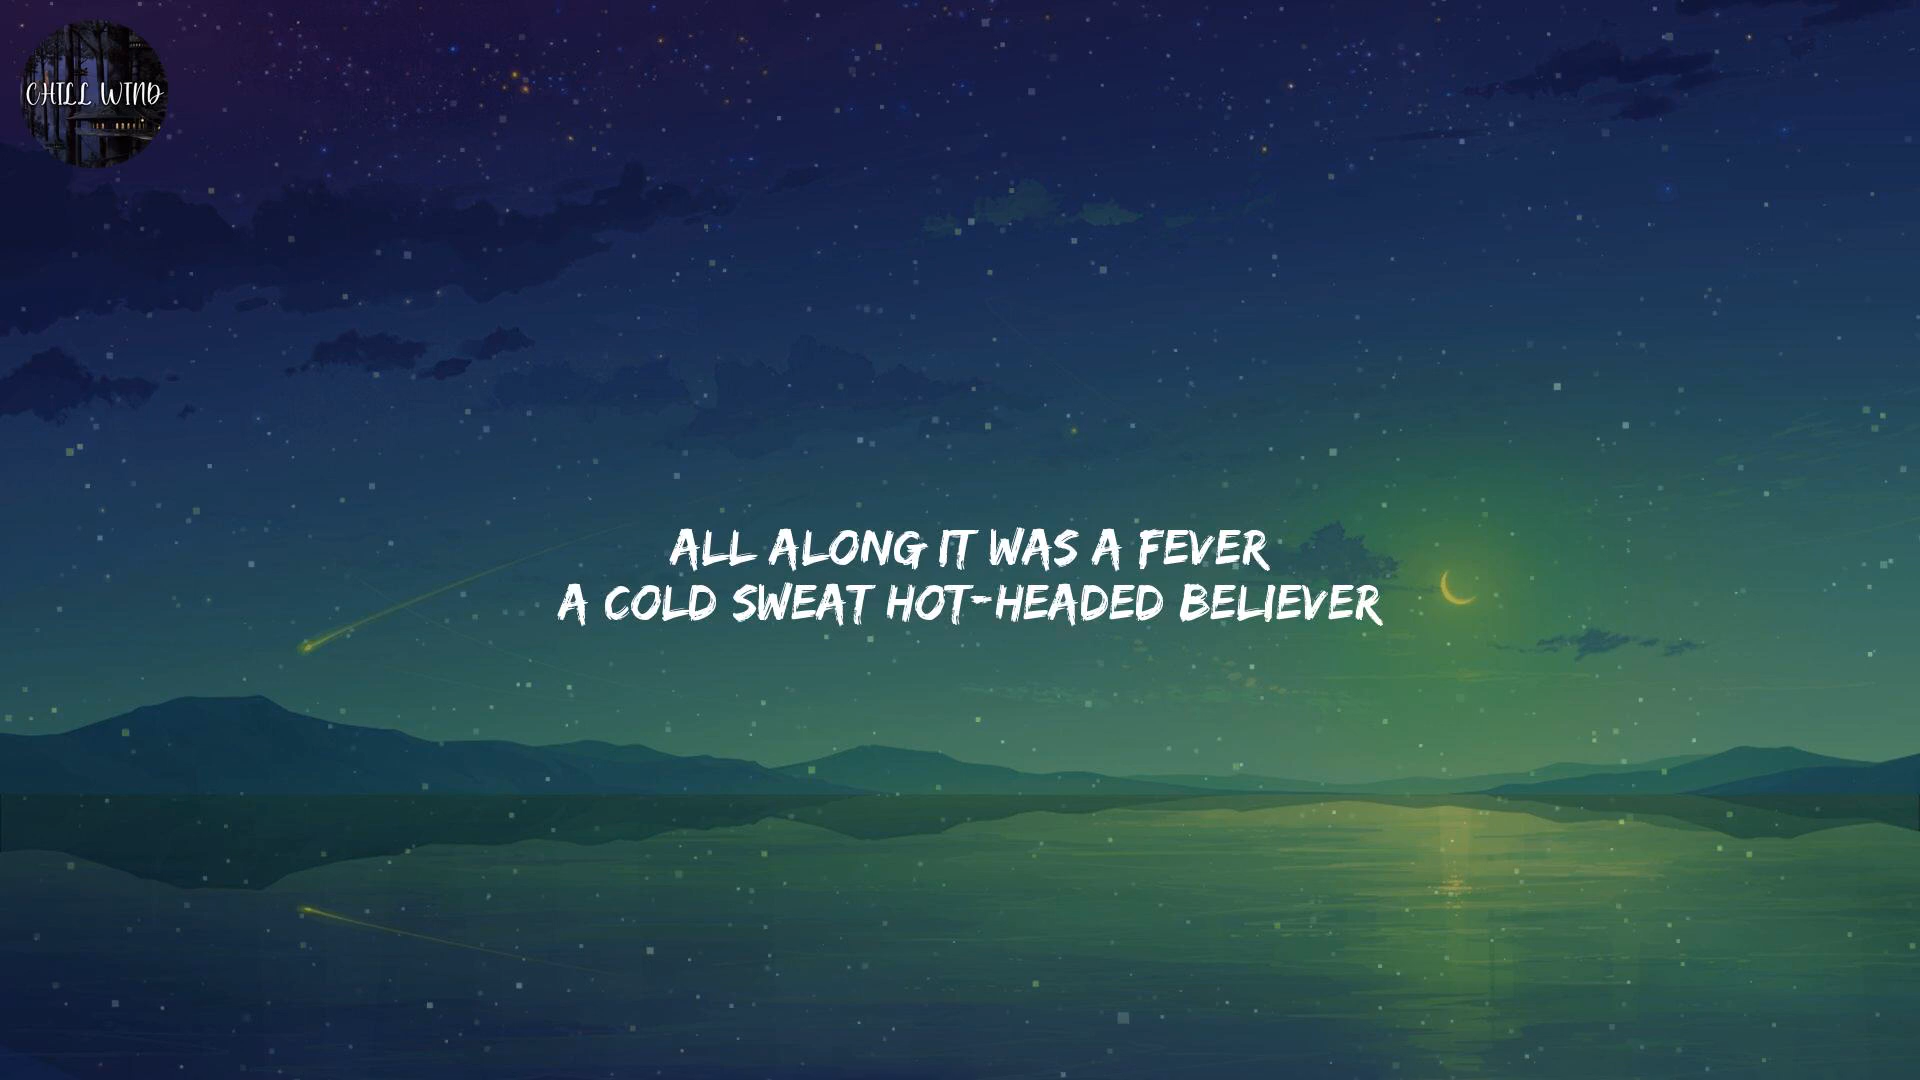 CHILL WIND
ALL ALONG IT WAS A FEVER
A COLD SWEAT HOT-HEADED BELIEVER